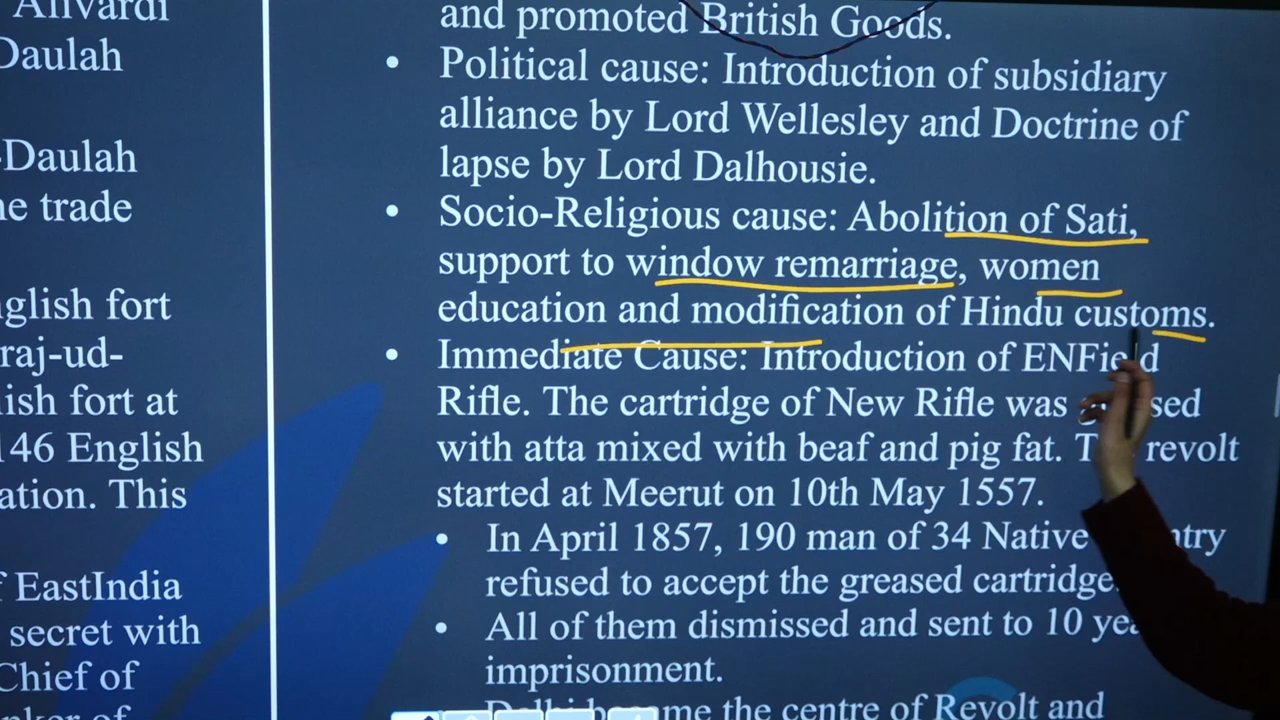 Alivardi
Daulah
-Daulah
he trade
nglish fort
raj-ud-
lish fort at
146 English
ation. This
f EastIndia
secret with
Chief of
and promoted British Goods.
• Political cause: Introduction of subsidiary
alliance by Lord Wellesley and Doctrine of
lapse by Lord Dalhousie.
• Socio-Religious cause: Abolition of Sati,
support to window remarriage, women
education and modification of Hindu customs.
• Immediate Cause: Introduction of ENField
Rifle. The cartridge of New Rifle was sed
with atta mixed with beaf and pig fat. T revolt
started at Meerut on 10th May 1557.
• In April 1857, 190 man of 34 Native ntry
refused to accept the greased cartridge.
• All of them dismissed and sent to 10 yea
imprisonment.
Delhi became the centre of Revolt and